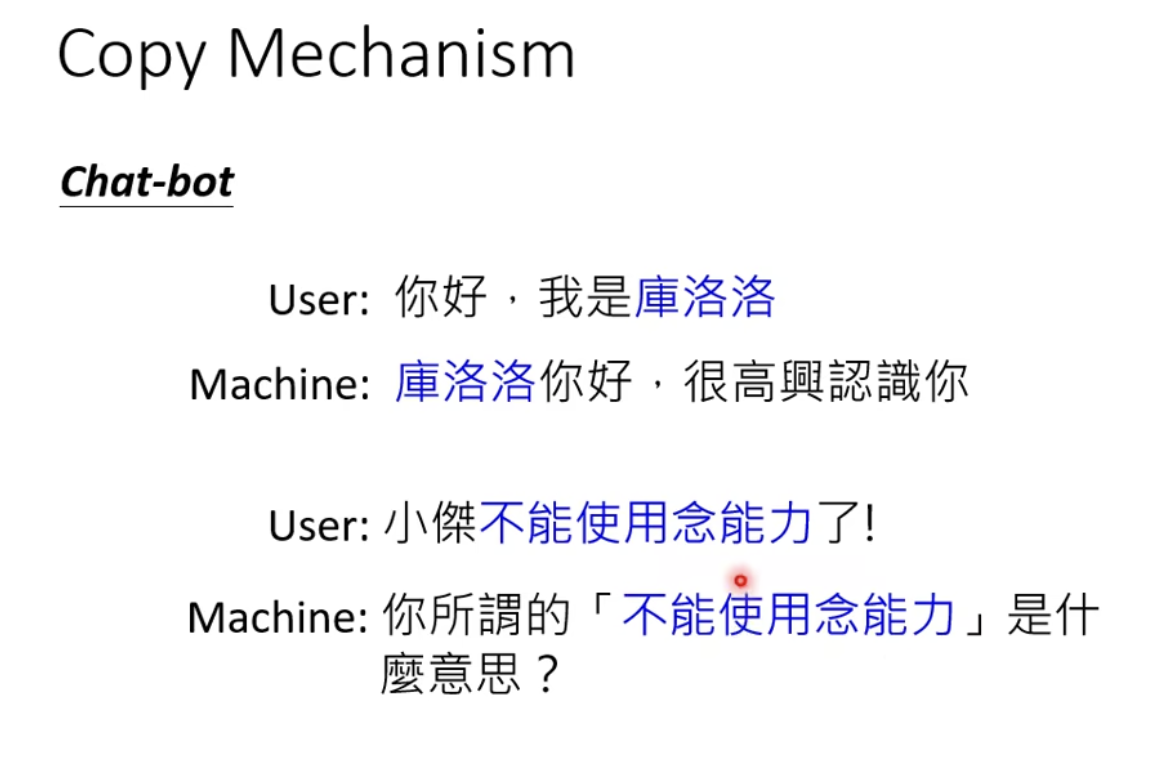 Copy Mechanism
Chat-bot
User: 你好，我是庫洛洛
Machine: 庫洛洛你好，很高興認識你
User: 小傑不能使用念能力了!
Machine: 你所謂的「不能使用念能力」是什
麼意思？